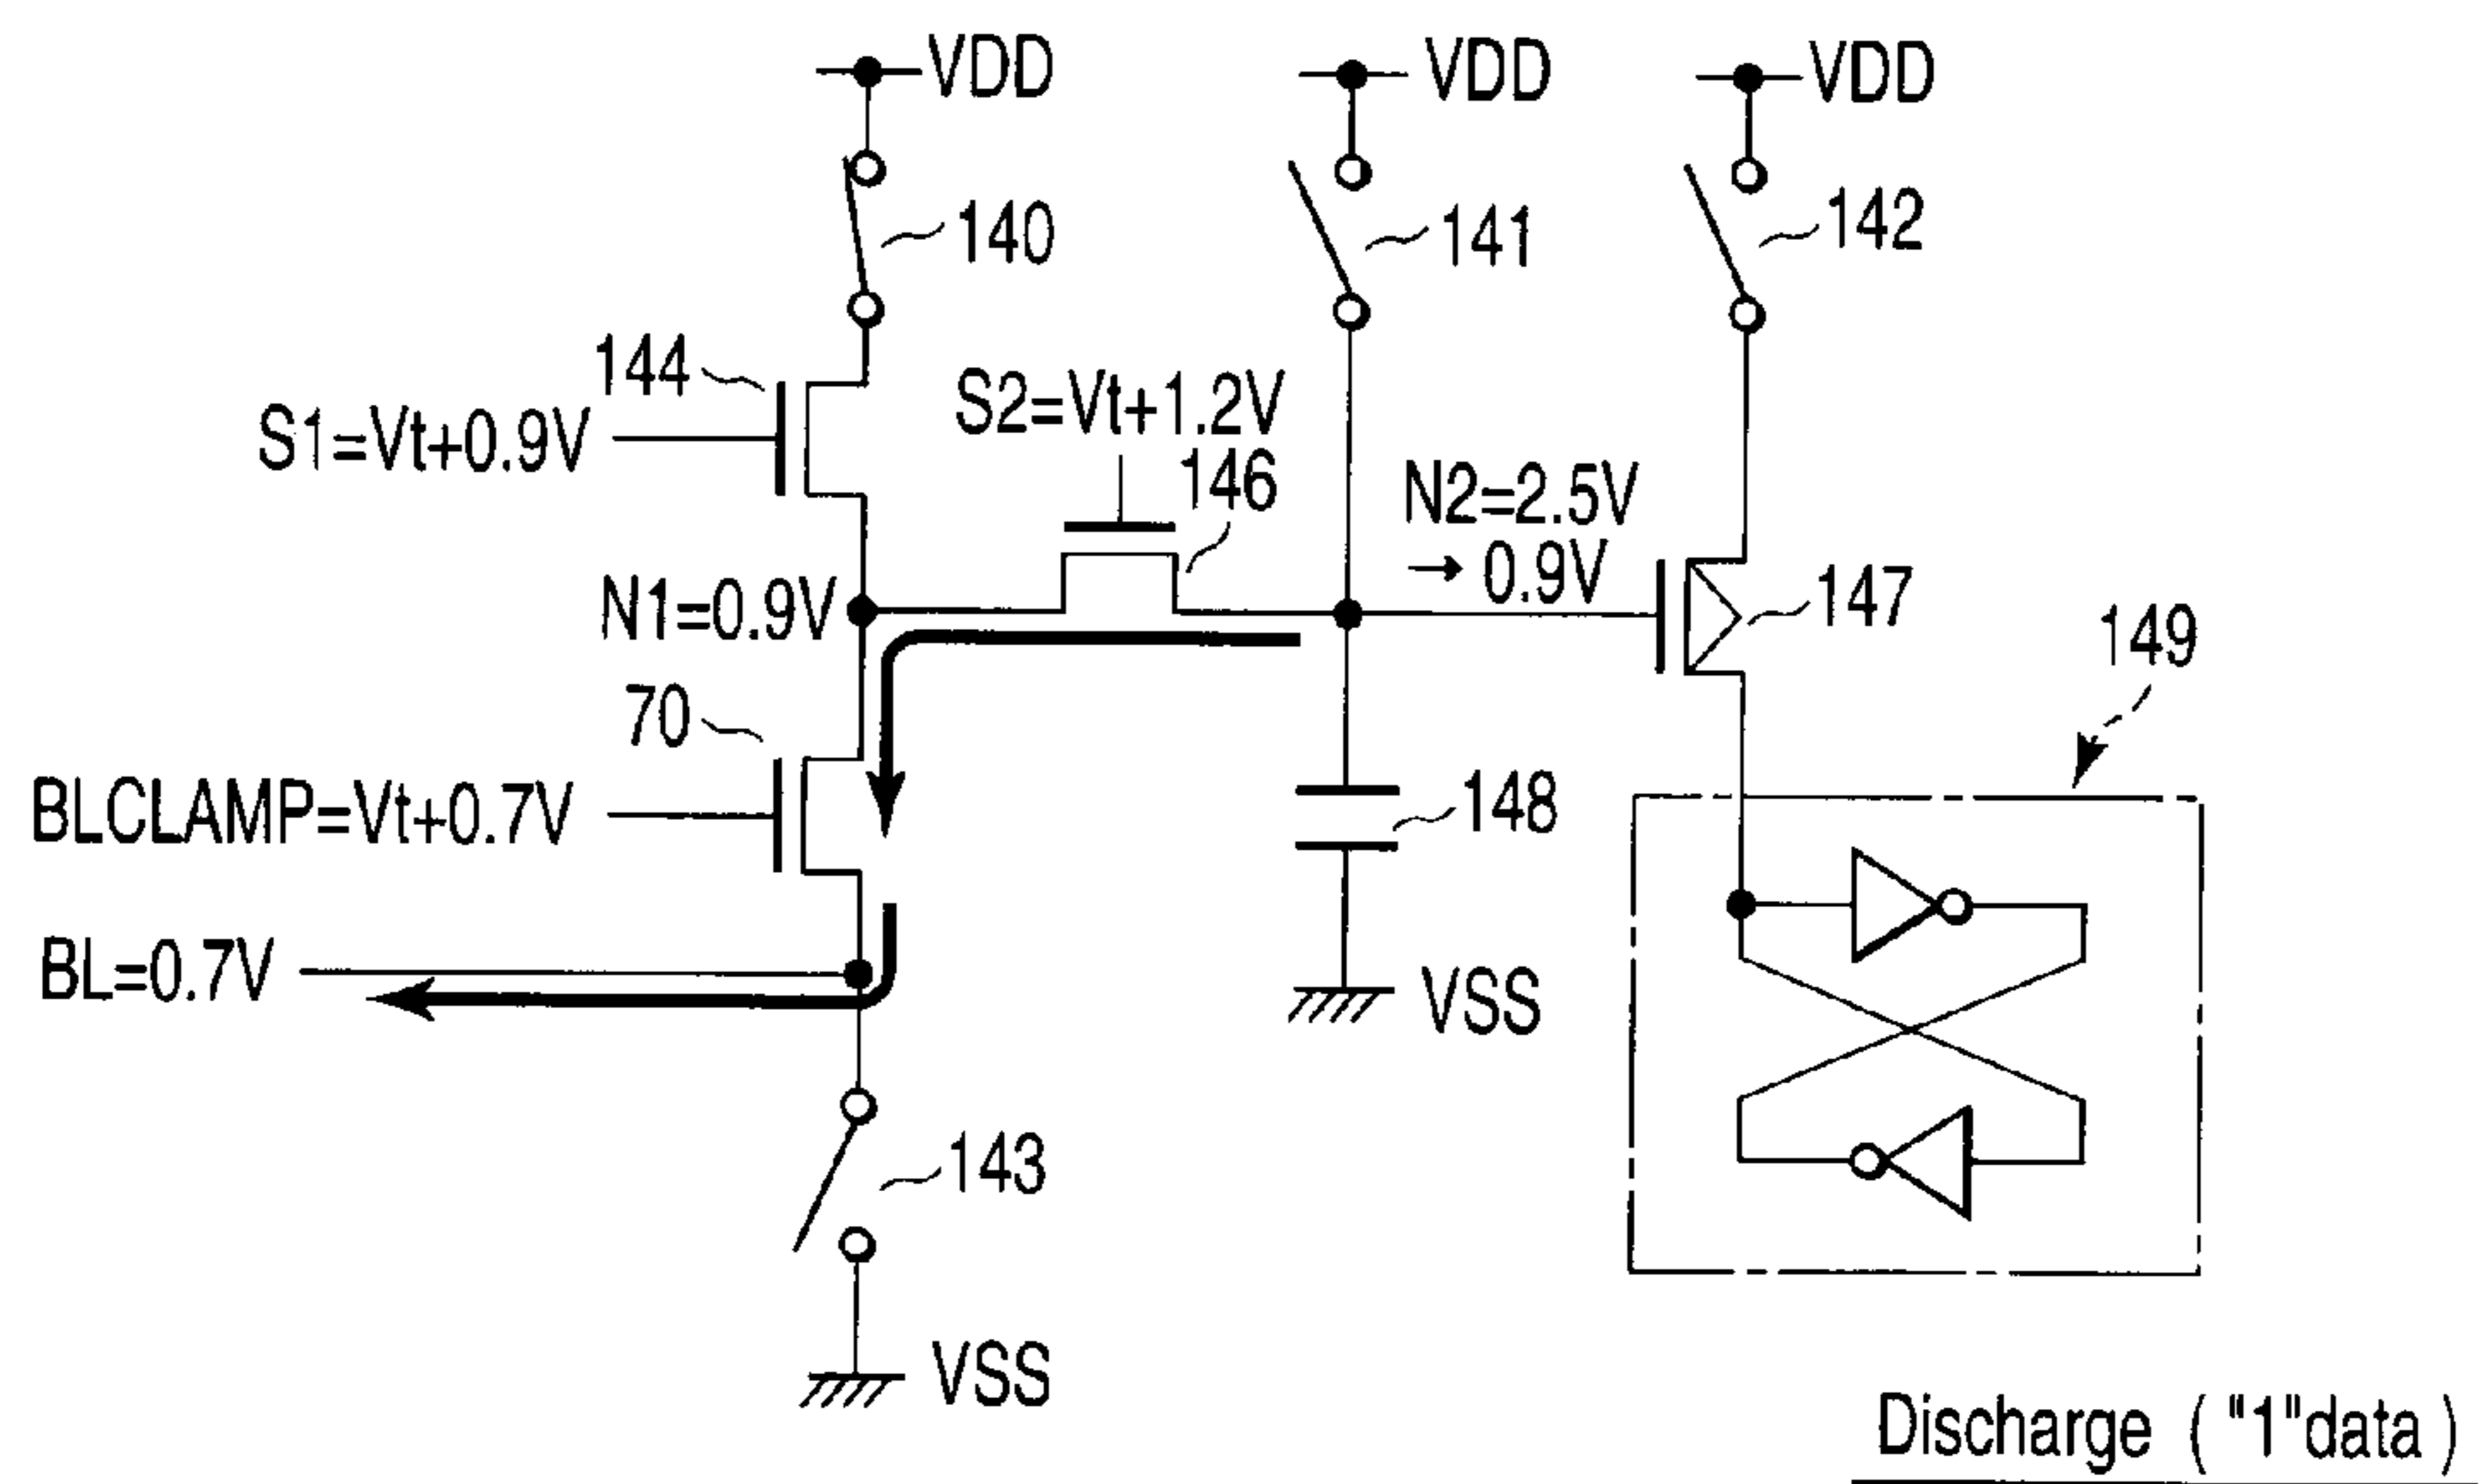 VDD
VDD
VDD
140
141
142
144
S1=Vt+0.9V
S2=Vt+1.2V
146
N2=2.5V
→ 0.9V
N1=0.9V
147
149
70
BLCLAMP=Vt+0.7V
148
BL=0.7V
VSS
143
VSS
Discharge ( "1"data )